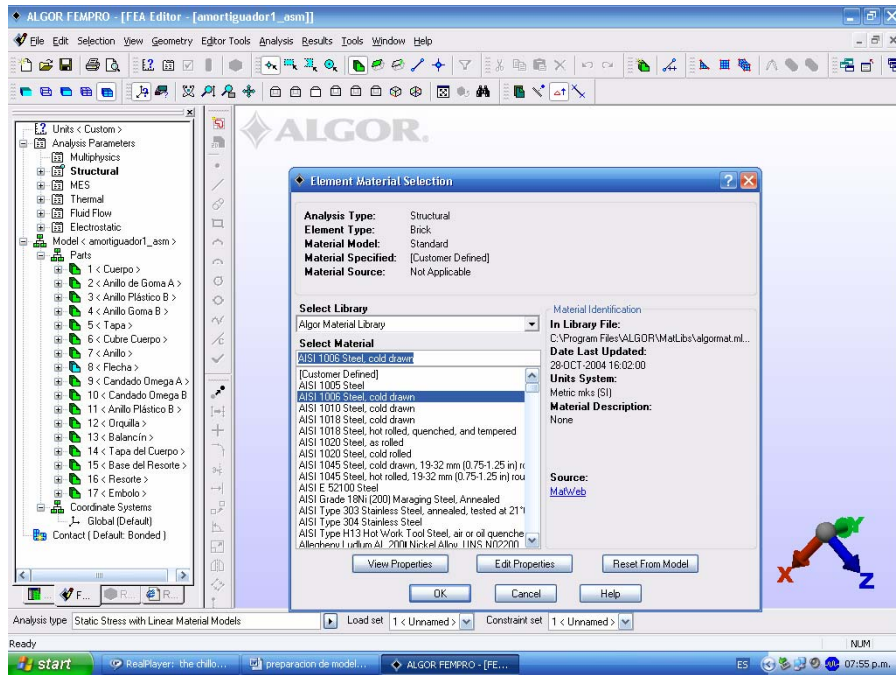 ALGOR FEMPRO - [FEA Editor - [amortiguador1_asm]]
File Edit Selection View Geometry Editor Tools Analysis Results Tools Window Help
ALGOR.
Units < Custom >
Analysis Parameters
Multiphysics
Structural
MES
Thermal
Fluid Flow
Electrostatic
Model < amortiguador1_asm >
Parts
1 < Cuerpo >
2 < Anillo de Goma A >
3 < Anillo Plástico B >
4 < Anillo Goma B >
5 < Tapa >
6 < Cubre Cuerpo >
7 < Anillo >
8 < Flecha >
9 < Candado Omega A >
10 < Candado Omega B
11 < Anillo Plástico B >
12 < Orquilla >
13 < Balancín >
14 < Tapa del Cuerpo >
15 < Base del Resorte >
16 < Resorte >
17 < Embolo >
Coordinate Systems
Global (Default)
Contact ( Default: Bonded )
F...
R...
R...
Element Material Selection
Analysis Type: Structural
Element Type: Brick
Material Model: Standard
Material Specified: [Customer Defined]
Material Source: Not Applicable
Select Library
Algor Material Library
Select Material
AISI 1006 Steel, cold drawn
[Customer Defined]
AISI 1005 Steel
AISI 1006 Steel, cold drawn
AISI 1010 Steel, cold drawn
AISI 1018 Steel, cold drawn
AISI 1018 Steel, hot rolled, quenched, and tempered
AISI 1020 Steel, as rolled
AISI 1020 Steel, cold rolled
AISI 1045 Steel, cold drawn, 19-32 mm (0.75-1.25 in) ro
AISI 1045 Steel, hot rolled, 19-32 mm (0.75-1.25 in) rou
AISI E 52100 Steel
AISI Grade 18Ni (200) Maraging Steel, Annealed
AISI Type 303 Stainless Steel, annealed, tested at 21°
AISI Type 304 Stainless Steel
AISI Type H13 Hot Work Tool Steel, air or oil quenche
Allegheny Ludlum AL 200 Nickel Alloy, UNS N02200
Material Identification
In Library File:
C:\Program Files\ALGOR\MatLibs\algormat.ml...
Date Last Updated:
28-OCT-2004 16:02:00
Units System:
Metric mks (SI)
Material Description:
None
Source:
MatWeb
View Properties Edit Properties Reset From Model
OK Cancel Help
X Y Z
Analysis type Static Stress with Linear Material Models Load set 1 < Unnamed > Constraint set 1 < Unnamed >
Ready NUM
start RealPlayer: the chillo... preparacion de model... ALGOR FEMPRO - [FE... ES 07:55 p.m.